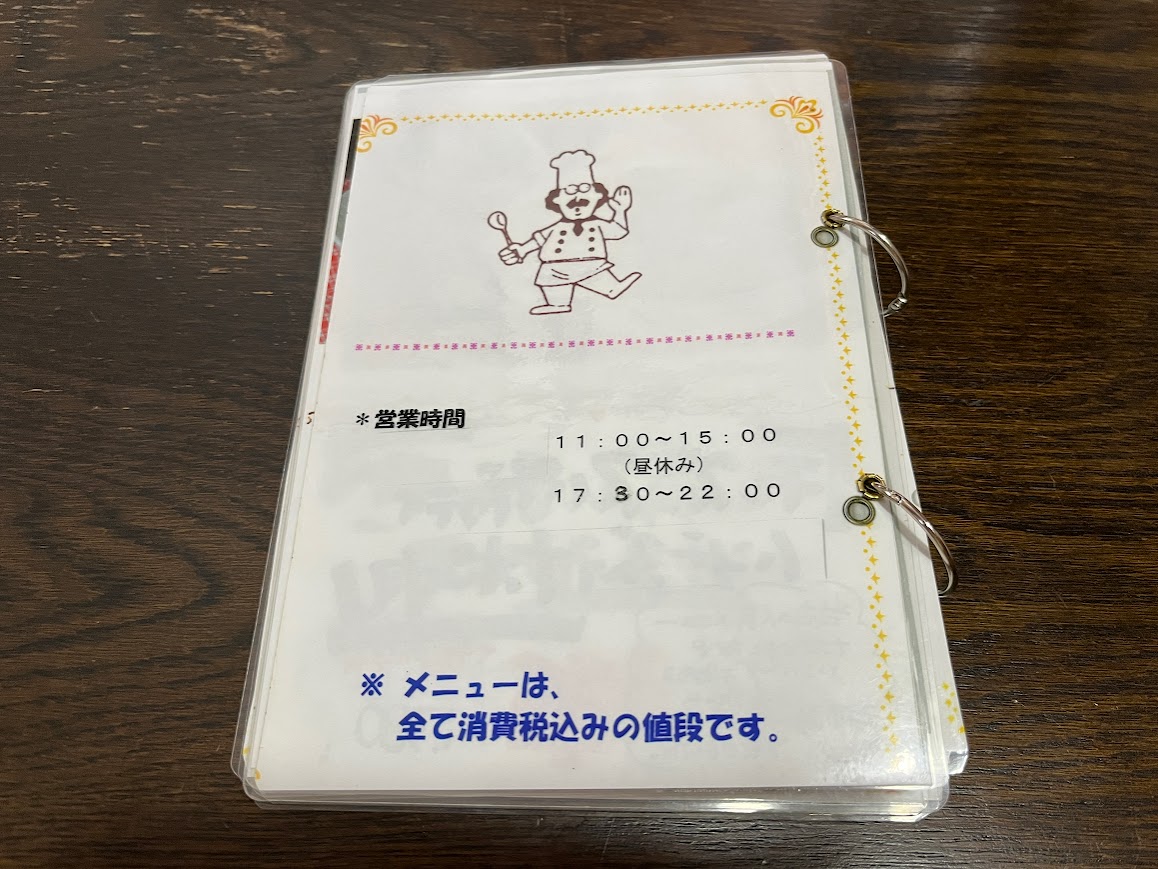 ＊営業時間
１１：００～１５：００
（昼休み）
１７：３０～２２：００
※ メニューは、
全て消費税込みの値段です。